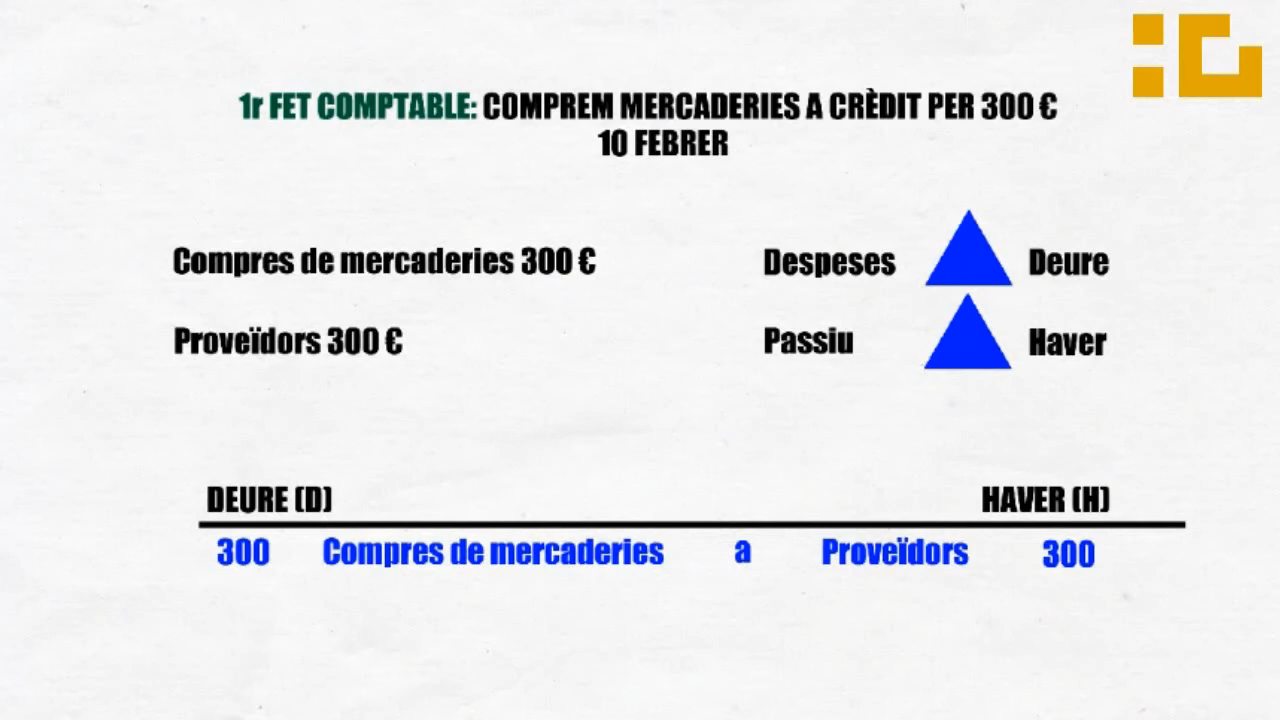 1r FET COMPTABLE: COMPREM MERCADERIES A CRÈDIT PER 300 €
10 FEBRER
Compres de mercaderies 300 € Despeses Deure
Proveïdors 300 € Passiu Haver
DEURE (D) HAVER (H)
300 Compres de mercaderies a Proveïdors 300